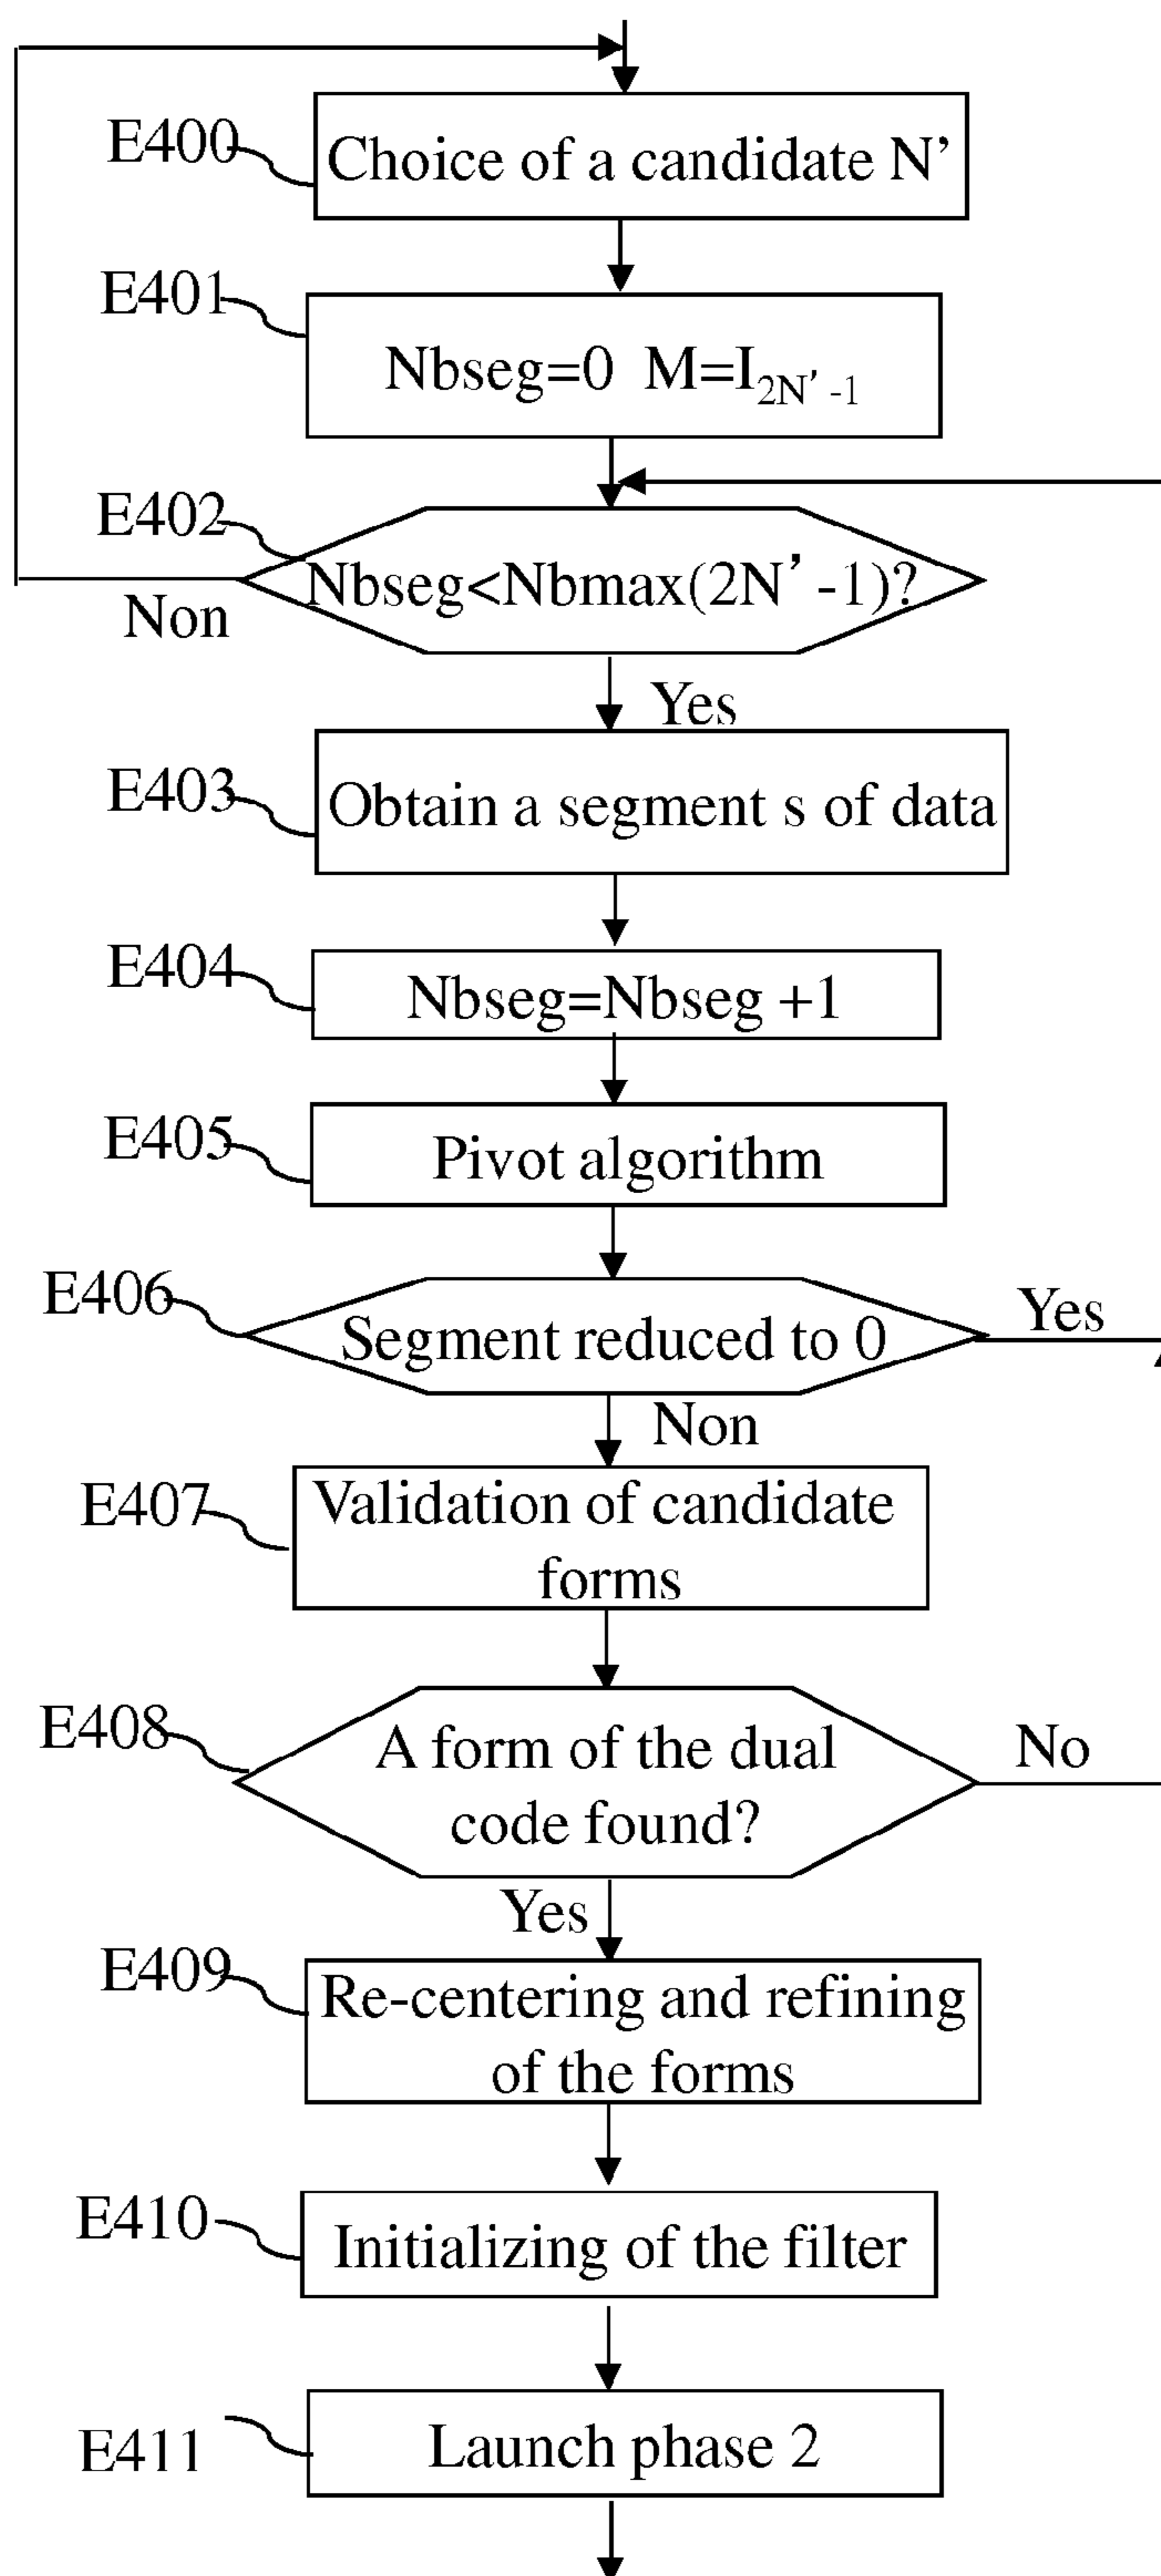 E400
Choice of a candidate N’
E401
Nbseg=0 M=I2N’-1
E402
Nbseg<Nbmax(2N’-1)?
Non
Yes
E403
Obtain a segment s of data
E404
Nbseg=Nbseg +1
E405
Pivot algorithm
E406
Segment reduced to 0
Yes
Non
E407
Validation of candidate
forms
E408
A form of the dual
code found?
No
Yes
E409
Re-centering and refining
of the forms
E410
Initializing of the filter
E411
Launch phase 2